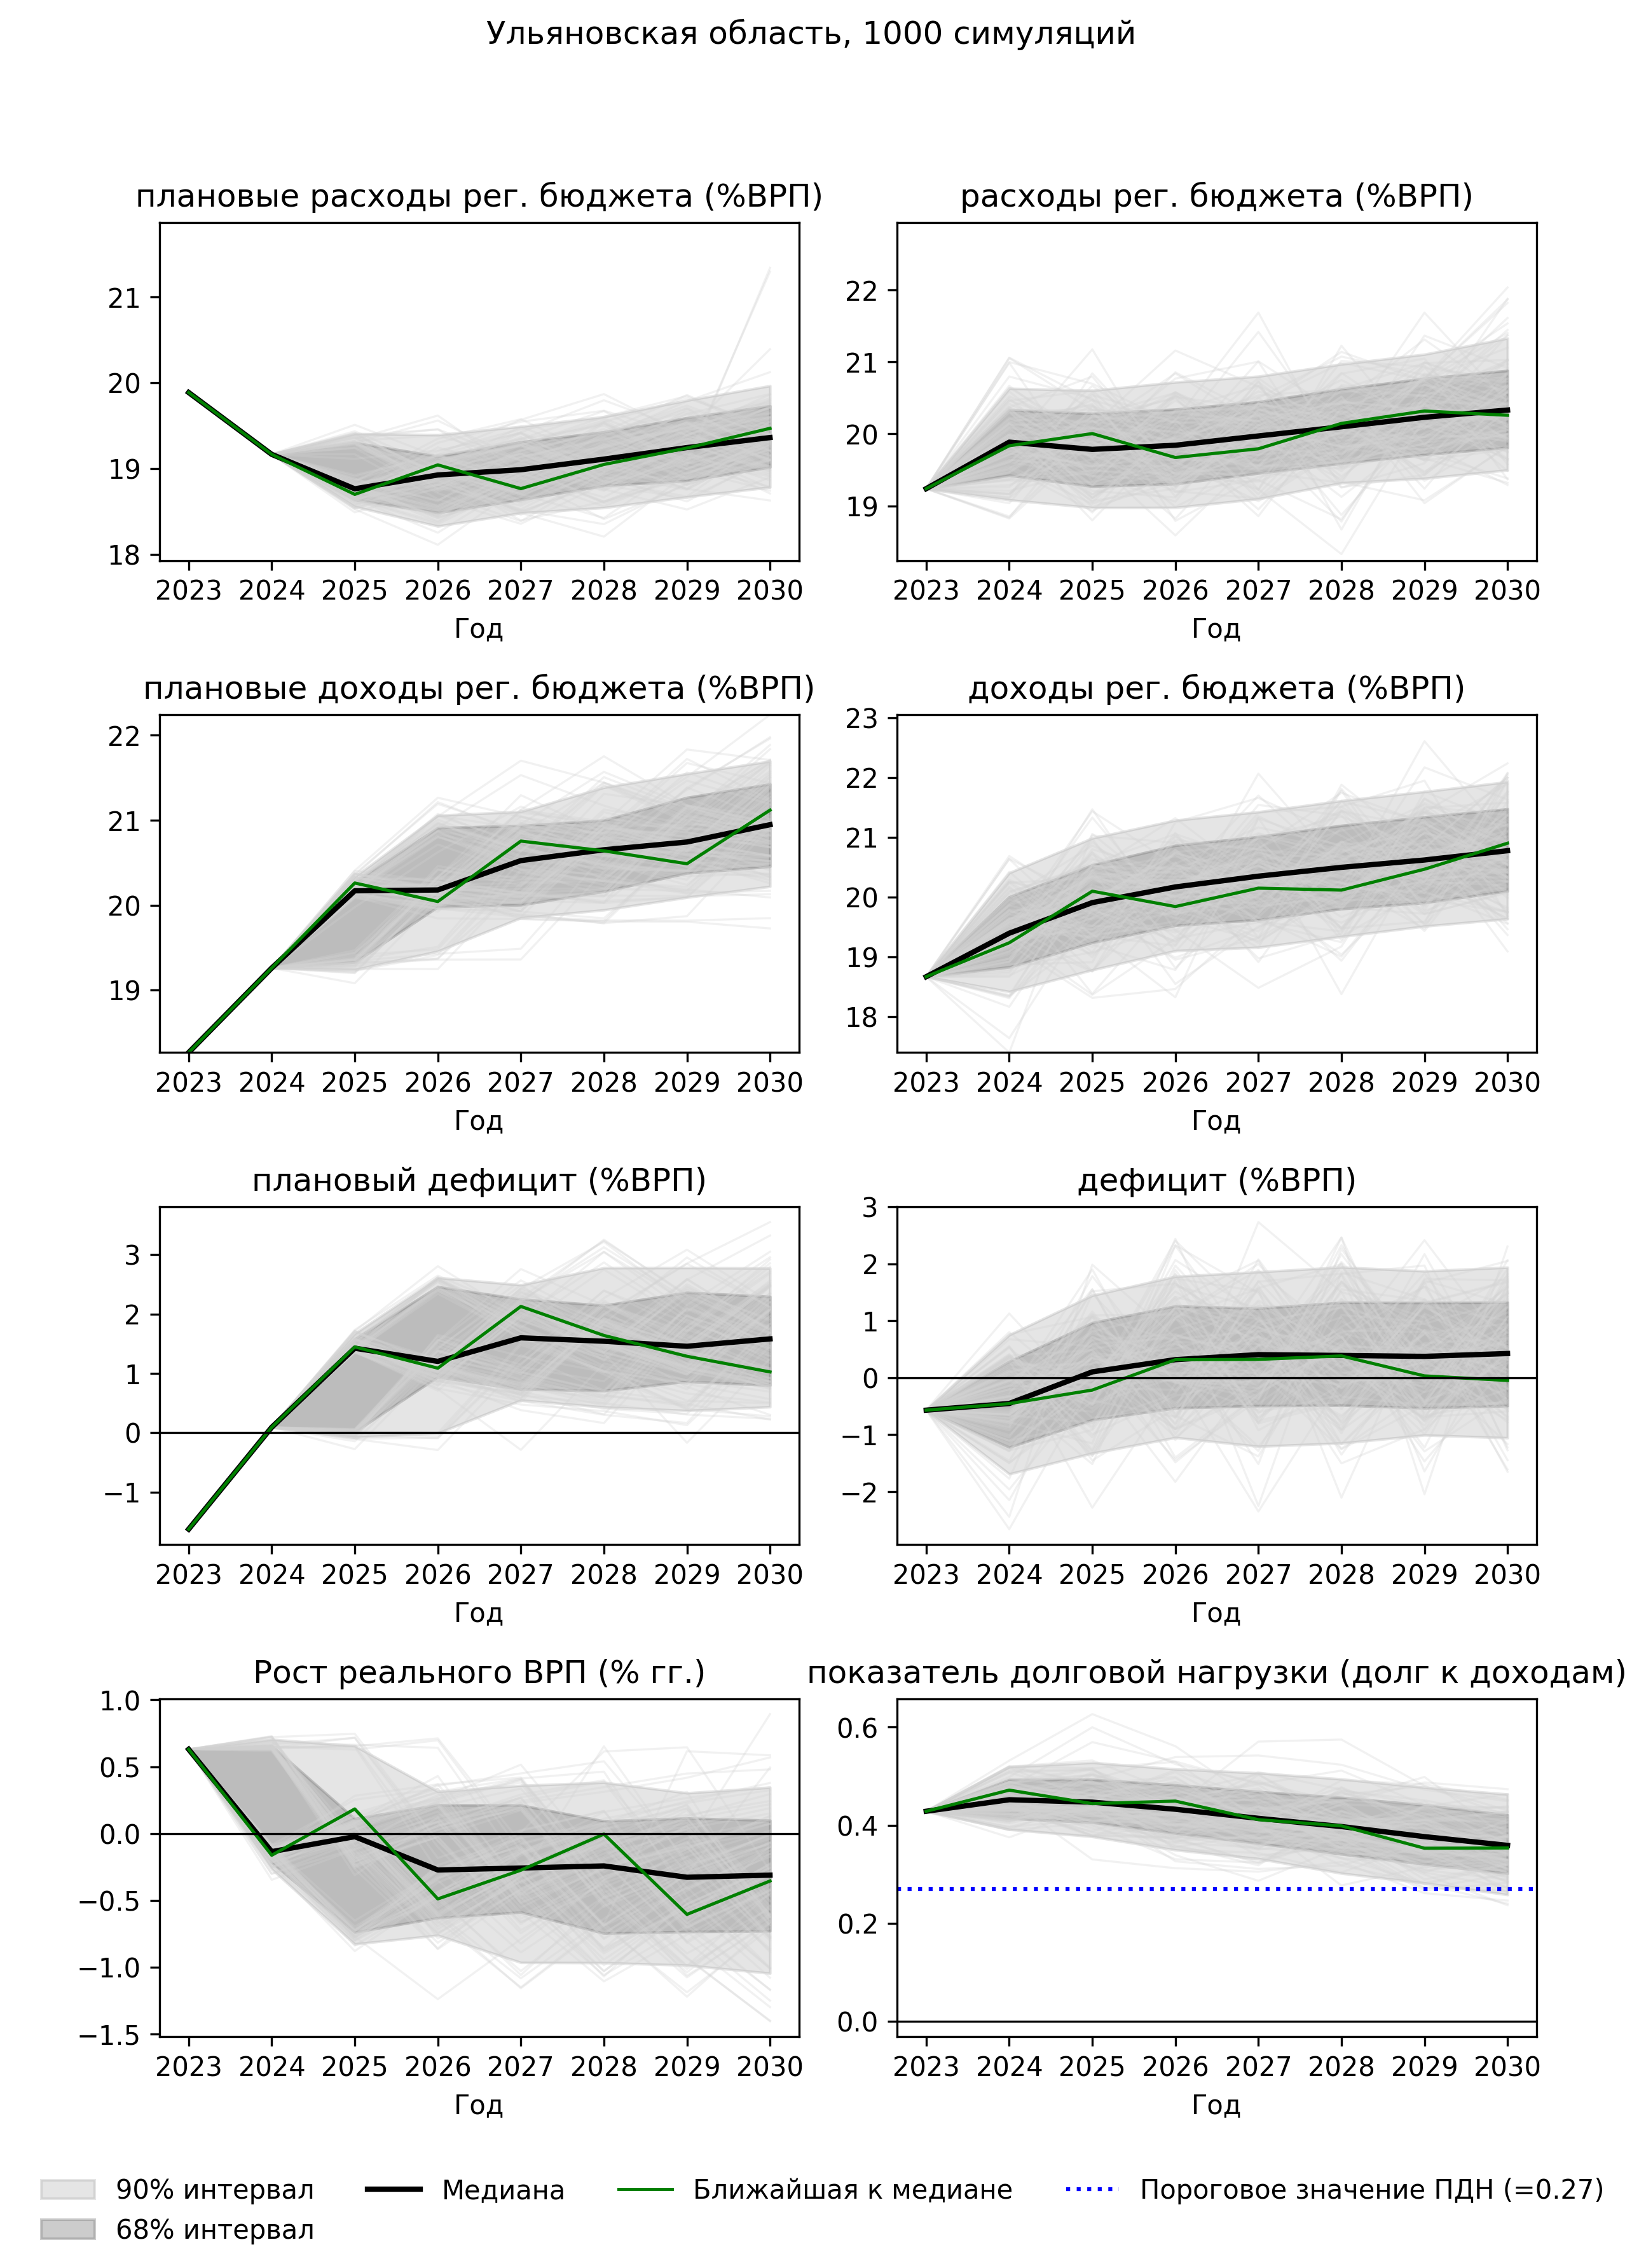 Ульяновская область, 1000 симуляций
плановые расходы рег. бюджета (%ВРП)
21
20
19
18
2023 2024 2025 2026 2027 2028 2029 2030
Год
расходы рег. бюджета (%ВРП)
22
21
20
19
2023 2024 2025 2026 2027 2028 2029 2030
Год
плановые доходы рег. бюджета (%ВРП)
22
21
20
19
2023 2024 2025 2026 2027 2028 2029 2030
Год
доходы рег. бюджета (%ВРП)
23
22
21
20
19
18
2023 2024 2025 2026 2027 2028 2029 2030
Год
плановый дефицит (%ВРП)
3
2
1
0
−1
2023 2024 2025 2026 2027 2028 2029 2030
Год
дефицит (%ВРП)
3
2
1
0
−1
−2
2023 2024 2025 2026 2027 2028 2029 2030
Год
Рост реального ВРП (% гг.)
1.0
0.5
0.0
−0.5
−1.0
−1.5
2023 2024 2025 2026 2027 2028 2029 2030
Год
показатель долговой нагрузки (долг к доходам)
0.6
0.4
0.2
0.0
2023 2024 2025 2026 2027 2028 2029 2030
Год
90% интервал
68% интервал
Медиана
Ближайшая к медиане
Пороговое значение ПДН (=0.27)